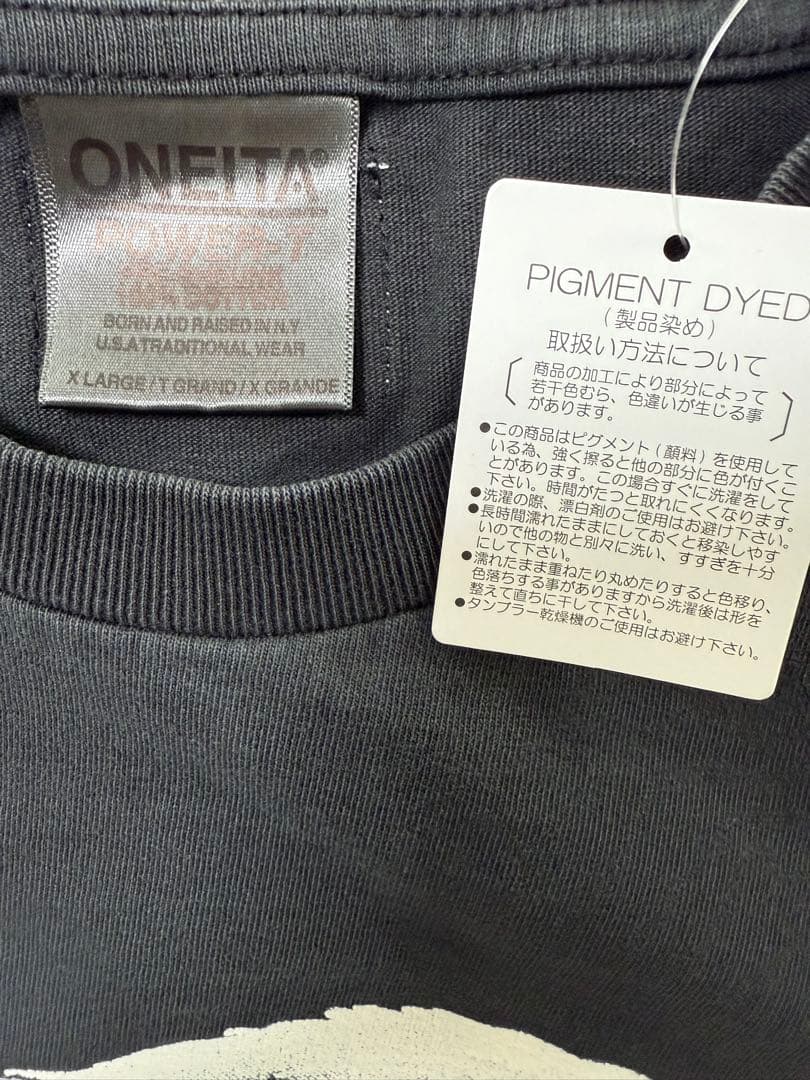 ONEITA®
POWER-T
100% COTTON
BORN AND RAISED IN N.Y
U.S.A TRADITIONAL WEAR
X LARGE/T GRAND/X GRANDE
PIGMENT DYED
(製品染め)
取扱い方法について
商品の加工により部分によって
若干色むら、色違いが生じる事
があります。
●この商品はピグメント(顔料)を使用して
いる為、強く擦ると他の部分に色が付くこ
とがあります。この場合すぐに洗濯をして
下さい。時間がたつと取れにくくなります。
●洗濯の際、漂白剤のご使用はお避け下さい。
●長時間濡れたままにしておくと移染しやす
いので他の物と別々に洗い、すすぎを十分
にして下さい。
●濡れたまま重ねたり丸めたりすると色移り、
色落ちする事がありますから洗濯後は形を
整えて直ちに干して下さい。
●タンブラー乾燥機のご使用はお避け下さい。